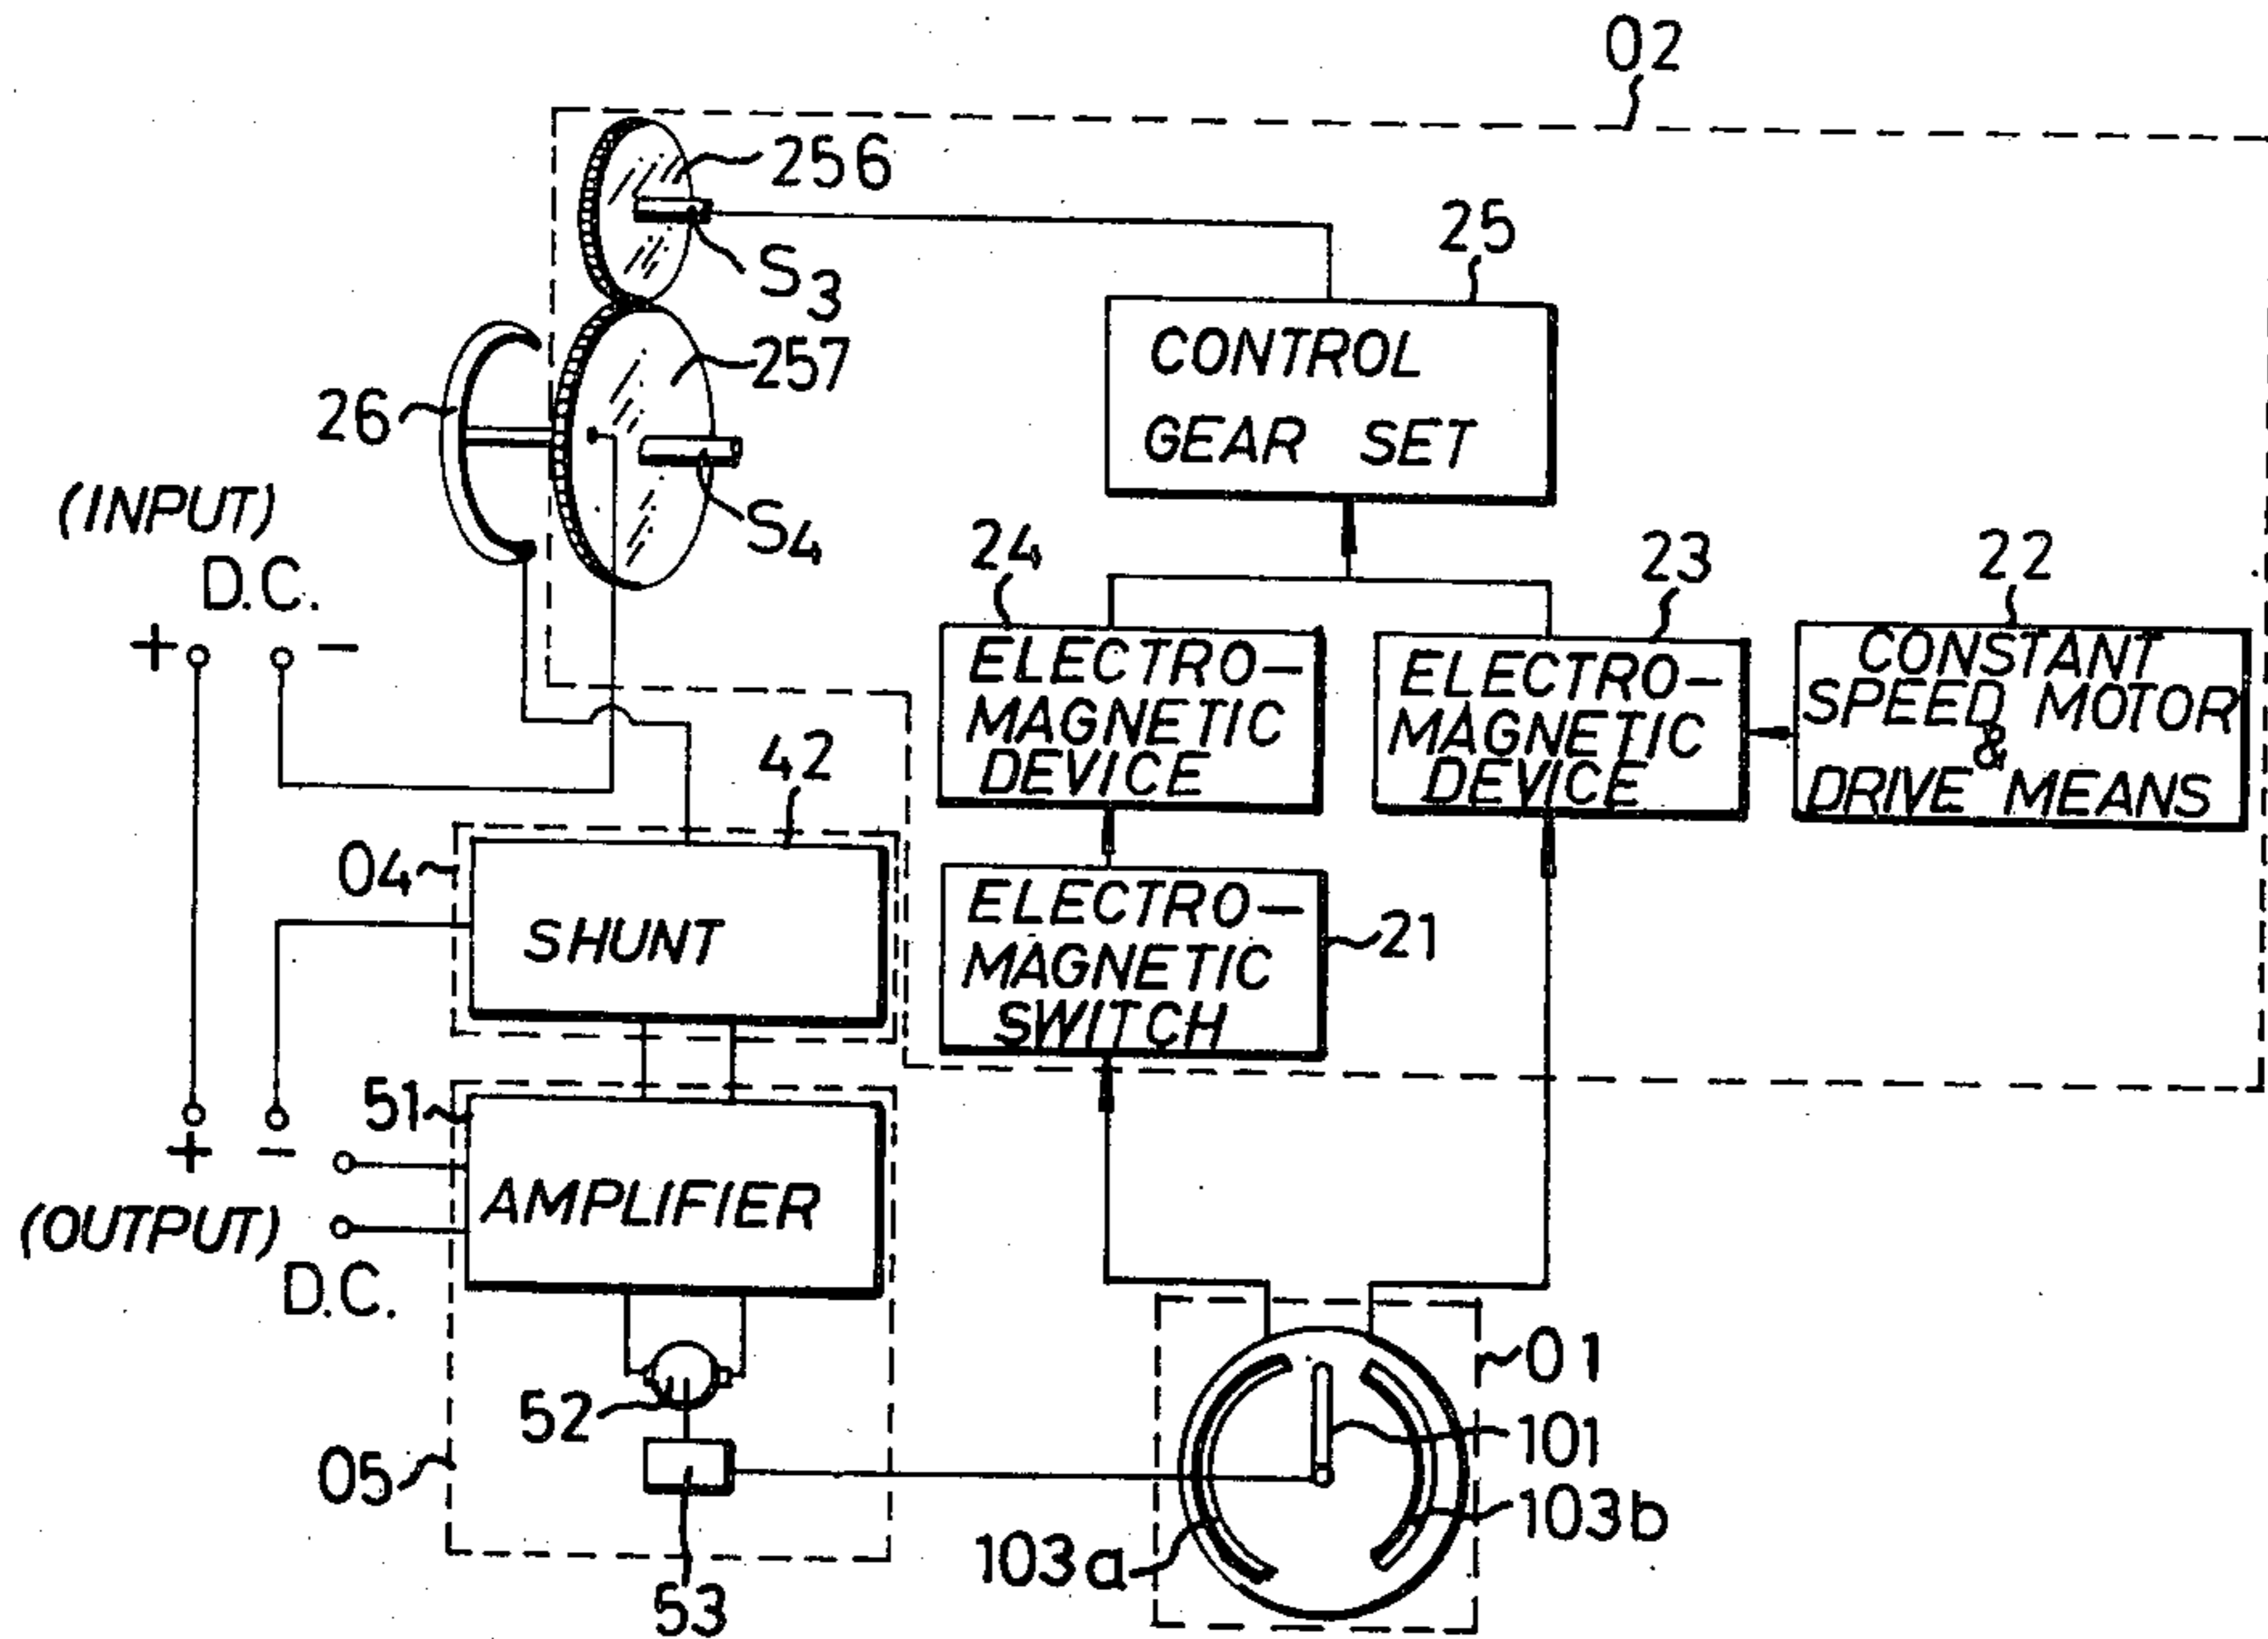 02
256
S3
25
CONTROL
GEAR SET
257
26
S4
(INPUT)
D.C.
+
-
24
ELECTRO-
MAGNETIC
DEVICE
23
ELECTRO-
MAGNETIC
DEVICE
22
CONSTANT
SPEED MOTOR
&
DRIVE MEANS
42
04
SHUNT
ELECTRO-
MAGNETIC
SWITCH
21
51
+ -
AMPLIFIER
(OUTPUT)
D.C.
52
05
53
01
101
103b
103a